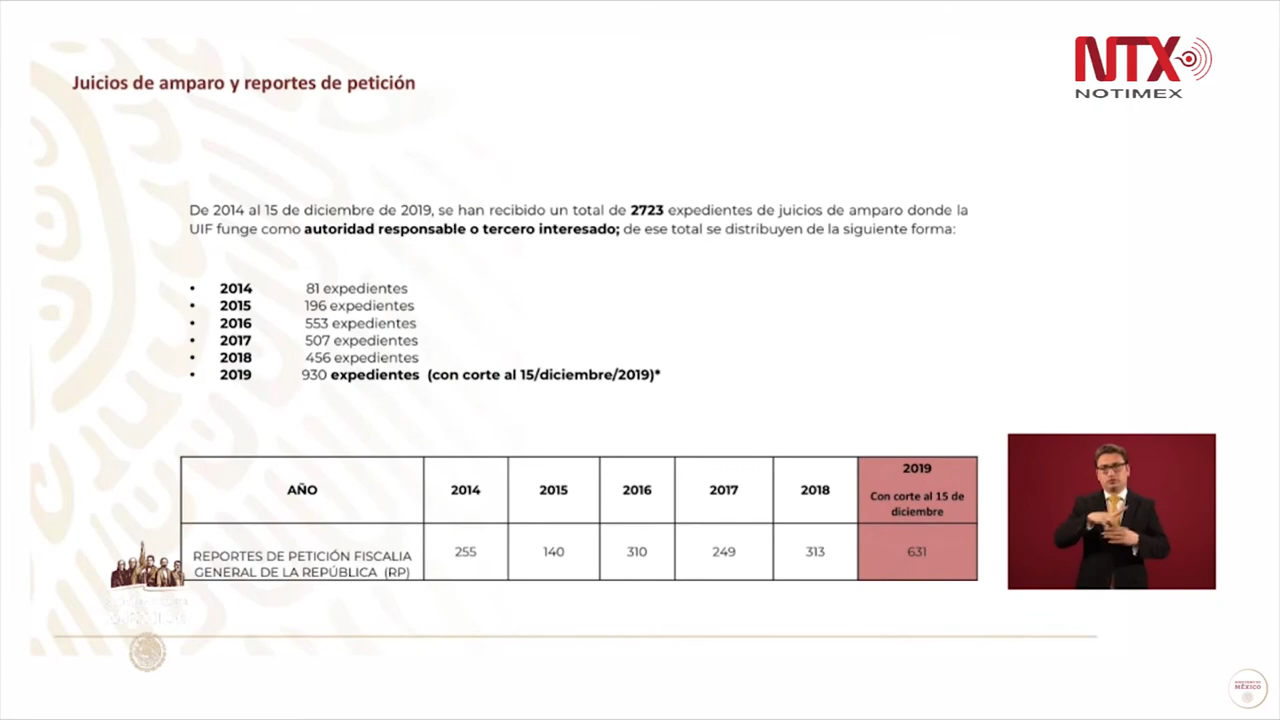 Juicios de amparo y reportes de petición
NTX
NOTIMEX
De 2014 al 15 de diciembre de 2019, se han recibido un total de 2723 expedientes de juicios de amparo donde la
UIF funge como autoridad responsable o tercero interesado; de ese total se distribuyen de la siguiente forma:
• 2014 81 expedientes
• 2015 196 expedientes
• 2016 553 expedientes
• 2017 507 expedientes
• 2018 456 expedientes
• 2019 930 expedientes (con corte al 15/diciembre/2019)*
AÑO 2014 2015 2016 2017 2018 2019
Con corte al 15 de
diciembre
REPORTES DE PETICIÓN FISCALIA
GENERAL DE LA REPÚBLICA (RP)
255 140 310 249 313 631
GOBIERNO DE
MÉXICO